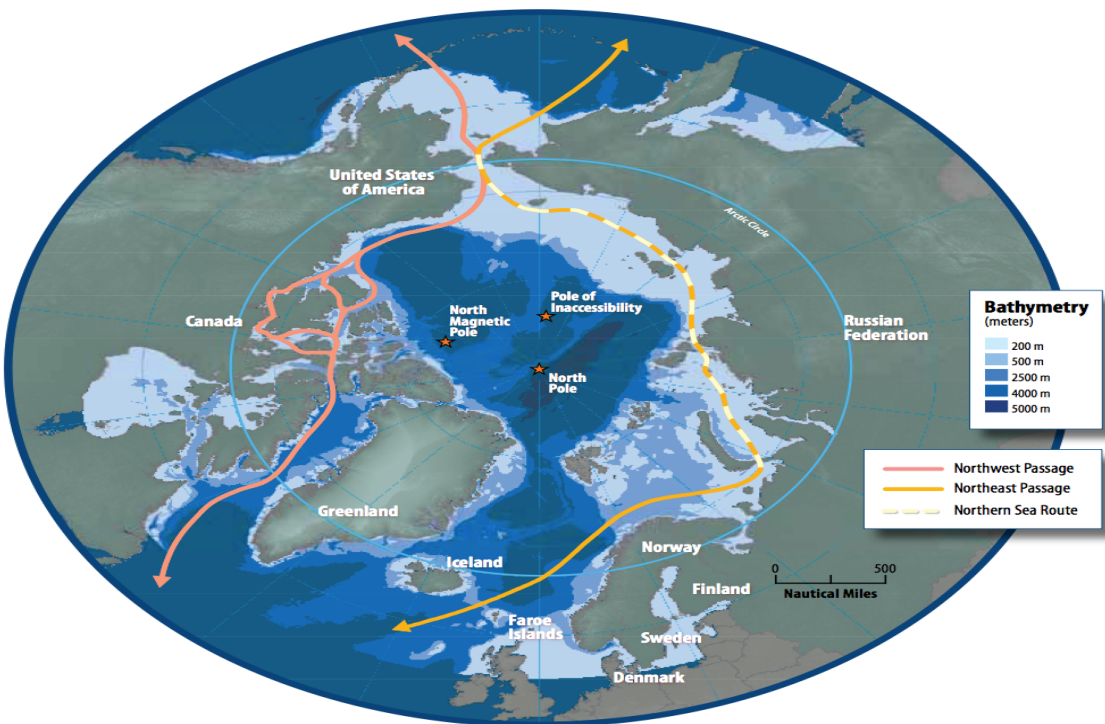 United States
of America
Arctic Circle
Canada
North
Magnetic
Pole
Pole of
Inaccessibility
North
Pole
Russian
Federation
Greenland
Iceland
Norway
Finland
Faroe
Islands
Sweden
Denmark
Bathymetry
(meters)
200 m
500 m
2500 m
4000 m
5000 m
Northwest Passage
Northeast Passage
Northern Sea Route
0 500
Nautical Miles